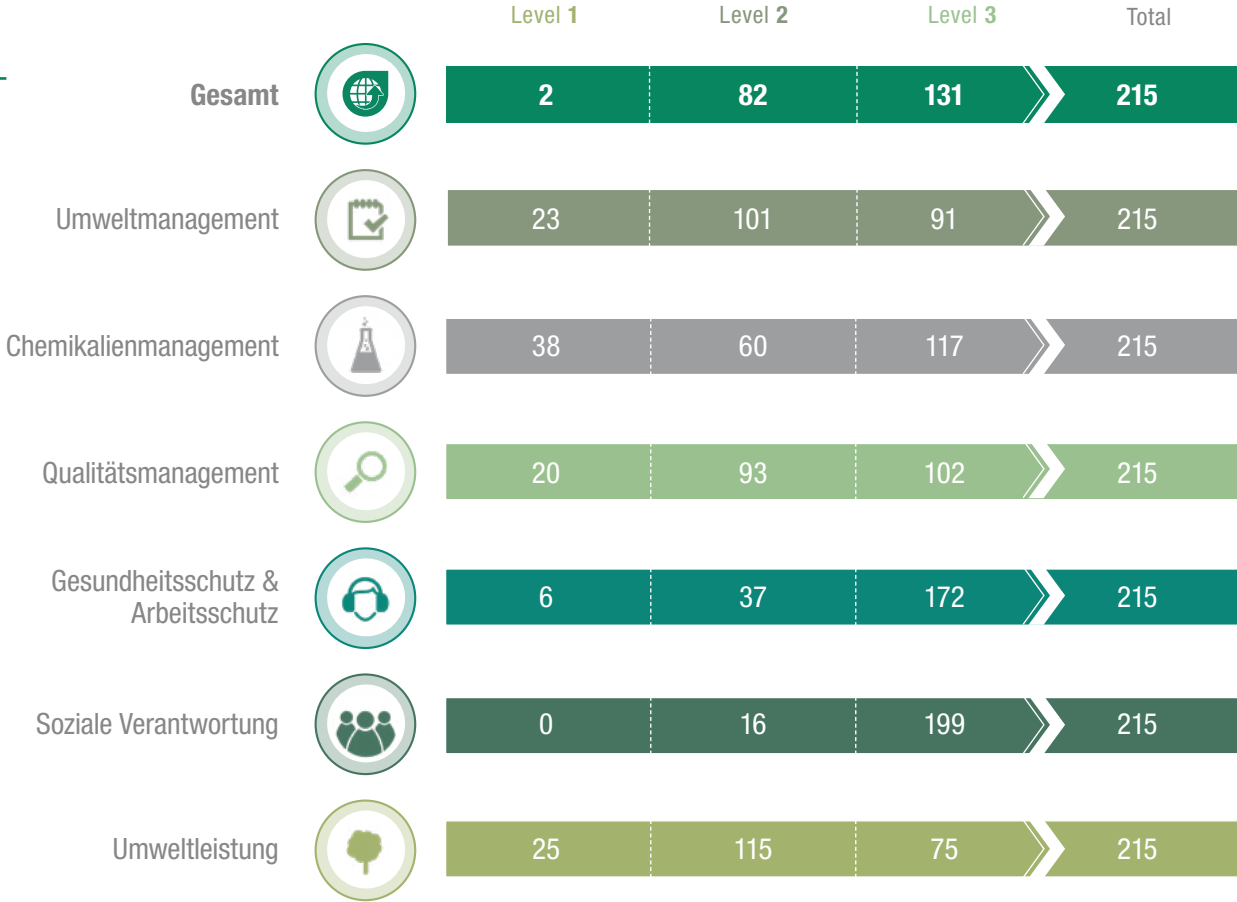 Level 1 Level 2 Level 3 Total
Gesamt 2 82 131 215
Umweltmanagement 23 101 91 215
Chemikalienmanagement 38 60 117 215
Qualitätsmanagement 20 93 102 215
Gesundheitsschutz &
Arbeitsschutz 6 37 172 215
Soziale Verantwortung 0 16 199 215
Umweltleistung 25 115 75 215